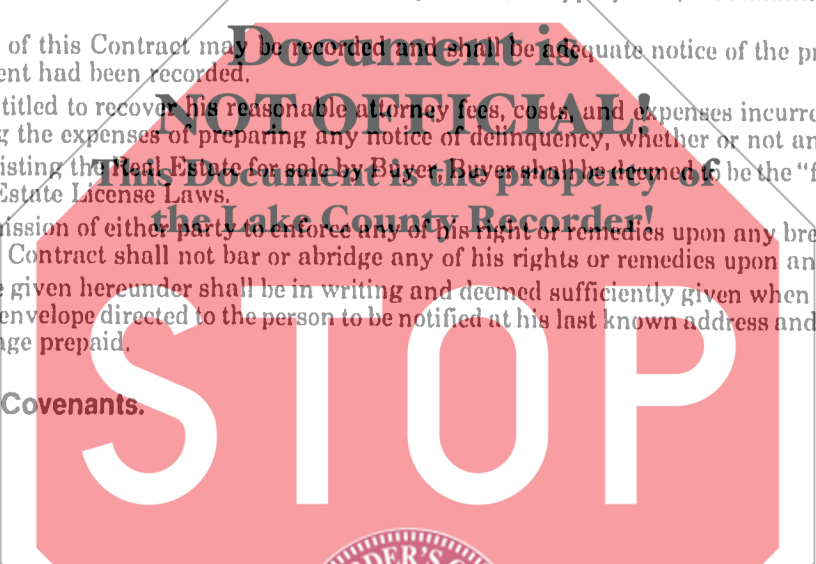 Document is
of this Contract may be recorded and shall be adequate notice of the pr
ent had been recorded.
NOT OFFICIAL!
titled to recover his reasonable attorney fees, costs, and expenses incurr
g the expenses of preparing any notice of delinquency, whether or not an
This Document is the property of
isting the Real Estate for sale by Buyer, Buyer shall be deemed to be the "f
Estate License Laws.
the Lake County Recorder!
ission of either party to enforce any of his right or remedies upon any bre
Contract shall not bar or abridge any of his rights or remedies upon an
e given hereunder shall be in writing and deemed sufficiently given when
envelope directed to the person to be notified at his last known address and
age prepaid.
STOP
Covenants.
DER'S